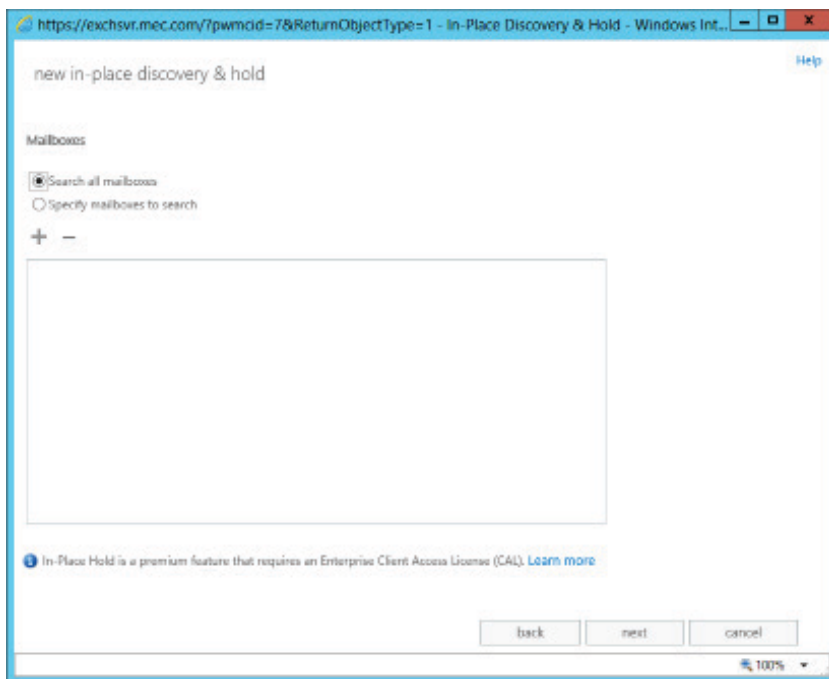 https://exchsvr.mec.com/?pwmcid=7&ReturnObjectType=1 - In-Place Discovery & Hold - Windows Int...
Help
new in-place discovery & hold
Mailboxes
Search all mailboxes
Specify mailboxes to search
In-Place Hold is a premium feature that requires an Enterprise Client Access License (CAL). Learn more
back next cancel
100%